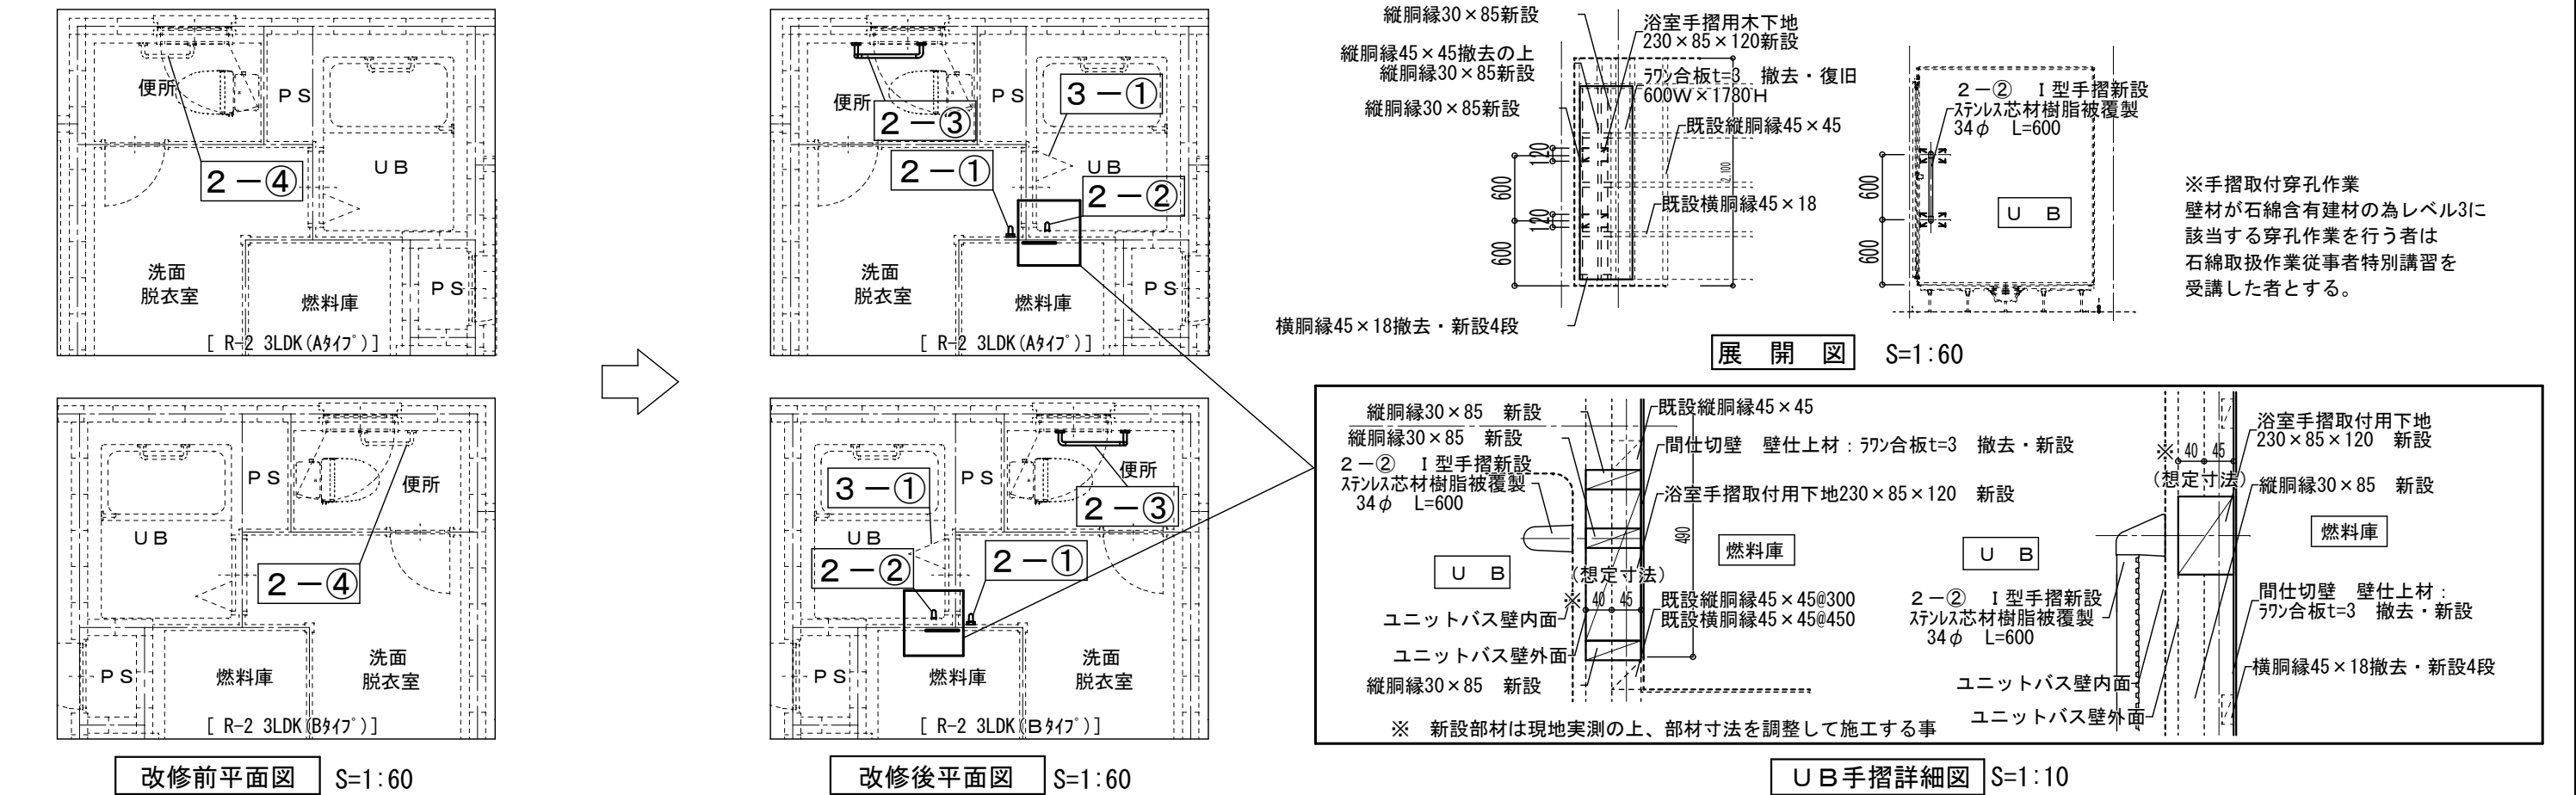 便所
PS
UB
2－④
洗面
脱衣室
燃料庫
PS
[ R-2 3LDK(Aﾀｲﾌﾟ)]
PS
便所
UB
2－④
PS
燃料庫
洗面
脱衣室
[ R-2 3LDK(Bﾀｲﾌﾟ)]
改修前平面図 S=1:60
便所
PS
3－①
2－③
2－①
UB
2－②
洗面
脱衣室
燃料庫
PS
[ R-2 3LDK(Aﾀｲﾌﾟ)]
PS
便所
3－①
2－③
UB
2－②
2－①
PS
燃料庫
洗面
脱衣室
[ R-2 3LDK(Bﾀｲﾌﾟ)]
改修後平面図 S=1:60
縦胴縁30×85新設
縦胴縁45×45撤去の上
縦胴縁30×85新設
縦胴縁30×85新設
浴室手摺用木下地
230×85×120新設
ﾗﾜﾝ合板t=3 撤去・復旧
600W×1780H
既設縦胴縁45×45
既設横胴縁45×18
120
600
120
600
2,100
横胴縁45×18撤去・新設4段
2－② Ｉ型手摺新設
ｽﾃﾝﾚｽ芯材樹脂被覆製
34φ L=600
600
600
U B
※手摺取付穿孔作業
壁材が石綿含有建材の為レベル3に
該当する穿孔作業を行う者は
石綿取扱作業従事者特別講習を
受講した者とする。
展開図 S=1:60
縦胴縁30×85 新設
縦胴縁30×85 新設
2－② Ｉ型手摺新設
ｽﾃﾝﾚｽ芯材樹脂被覆製
34φ L=600
既設縦胴縁45×45
間仕切壁 壁仕上材：ﾗﾜﾝ合板t=3 撤去・新設
浴室手摺取付用下地230×85×120 新設
490
燃料庫
U B
(想定寸法)
※ 40 45
既設縦胴縁45×45@300
既設横胴縁45×45@450
ユニットバス壁内面
ユニットバス壁外面
縦胴縁30×85 新設
※ 新設部材は現地実測の上、部材寸法を調整して施工する事
浴室手摺取付用下地
230×85×120 新設
※ 40 45
(想定寸法)
縦胴縁30×85 新設
燃料庫
U B
2－② Ｉ型手摺新設
ｽﾃﾝﾚｽ芯材樹脂被覆製
34φ L=600
間仕切壁 壁仕上材：
ﾗﾜﾝ合板t=3 撤去・新設
横胴縁45×18撤去・新設4段
ユニットバス壁内面
ユニットバス壁外面
UB手摺詳細図 S=1:10